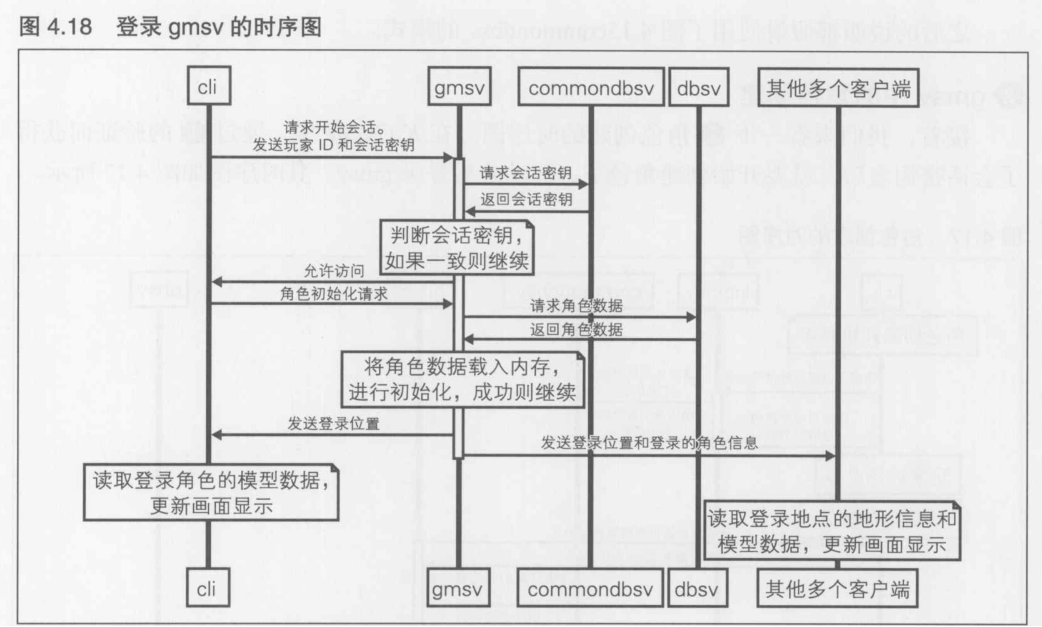 图 4.18 登录 gmsv 的时序图
cli
gmsv
commondbsv
dbsv
其他多个客户端
请求开始会话。
发送玩家 ID 和会话密钥
请求会话密钥
返回会话密钥
判断会话密钥，
如果一致则继续
允许访问
角色初始化请求
请求角色数据
返回角色数据
将角色数据载入内存，
进行初始化，成功则继续
发送登录位置
发送登录位置和登录的角色信息
读取登录角色的模型数据，
更新画面显示
读取登录地点的地形信息和
模型数据，更新画面显示
cli
gmsv
commondbsv
dbsv
其他多个客户端